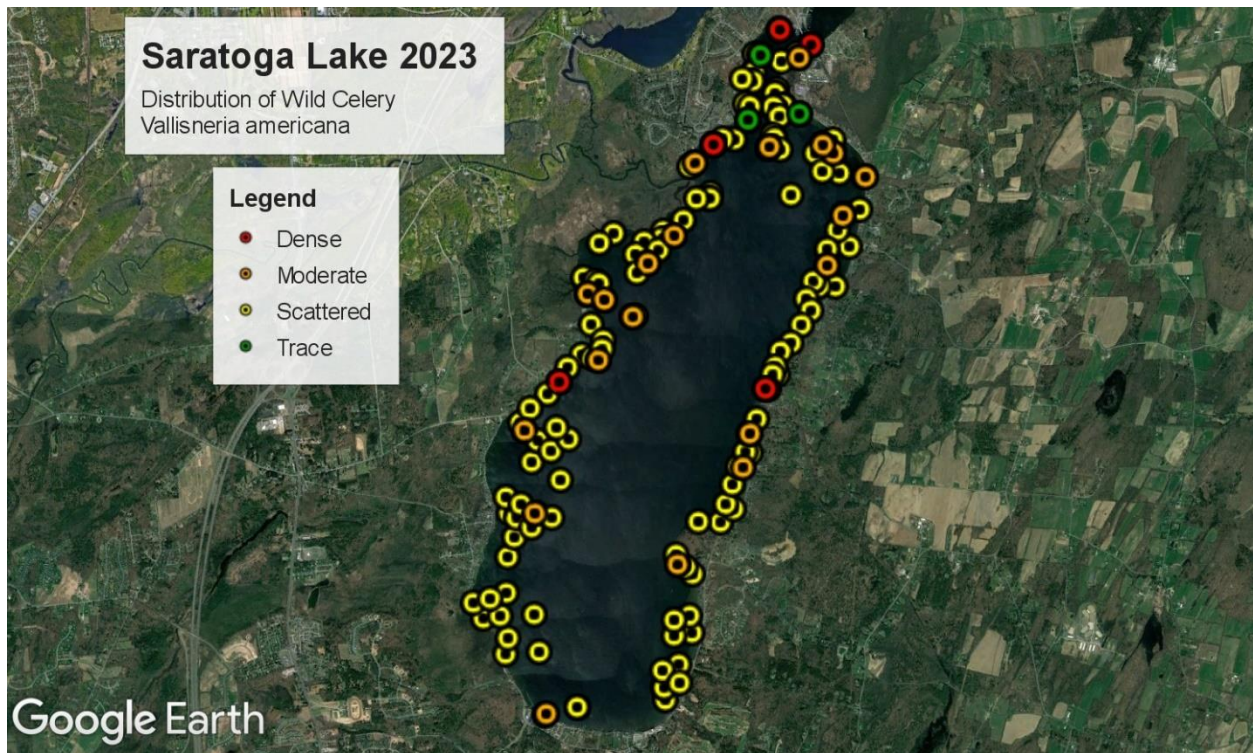 Saratoga Lake 2023
Distribution of Wild Celery
Vallisneria americana
Legend
Dense
Moderate
Scattered
Trace
Google Earth